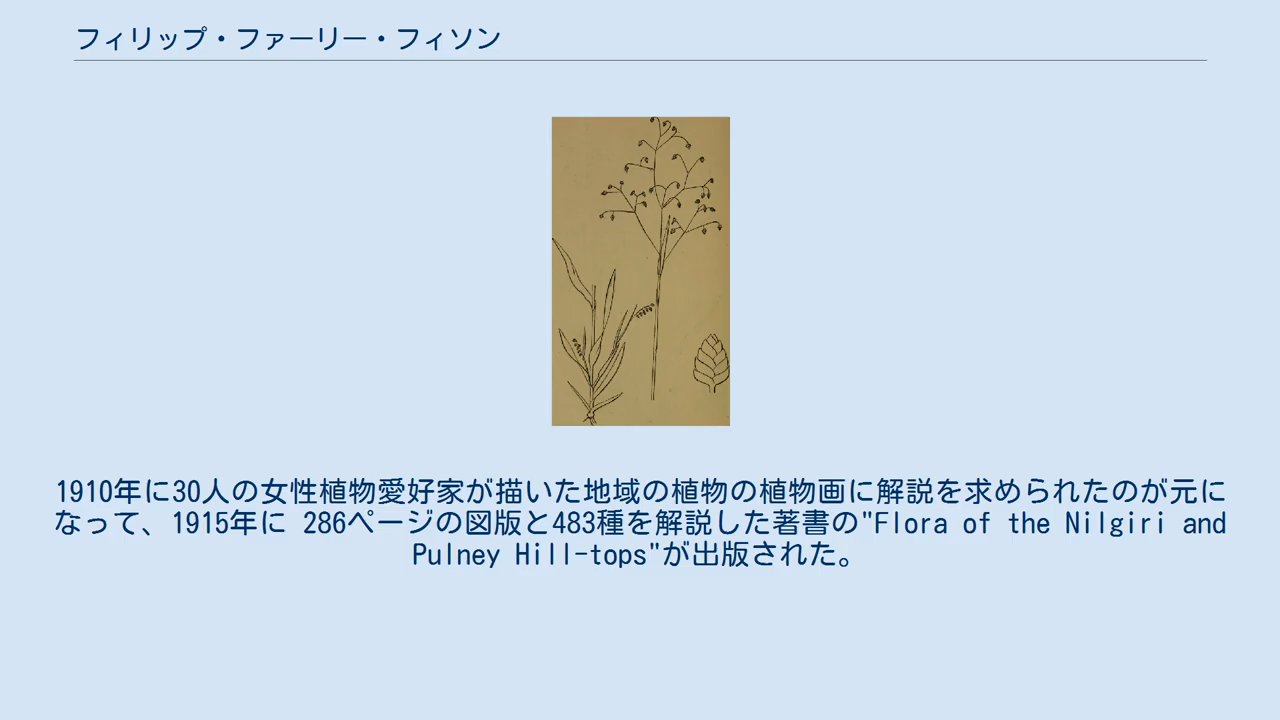 フィリップ・ファーリー・フィソン
1910年に30人の女性植物愛好家が描いた地域の植物の植物画に解説を求められたのが元に
なって、1915年に 286ページの図版と483種を解説した著書の"Flora of the Nilgiri and
Pulney Hill-tops"が出版された。